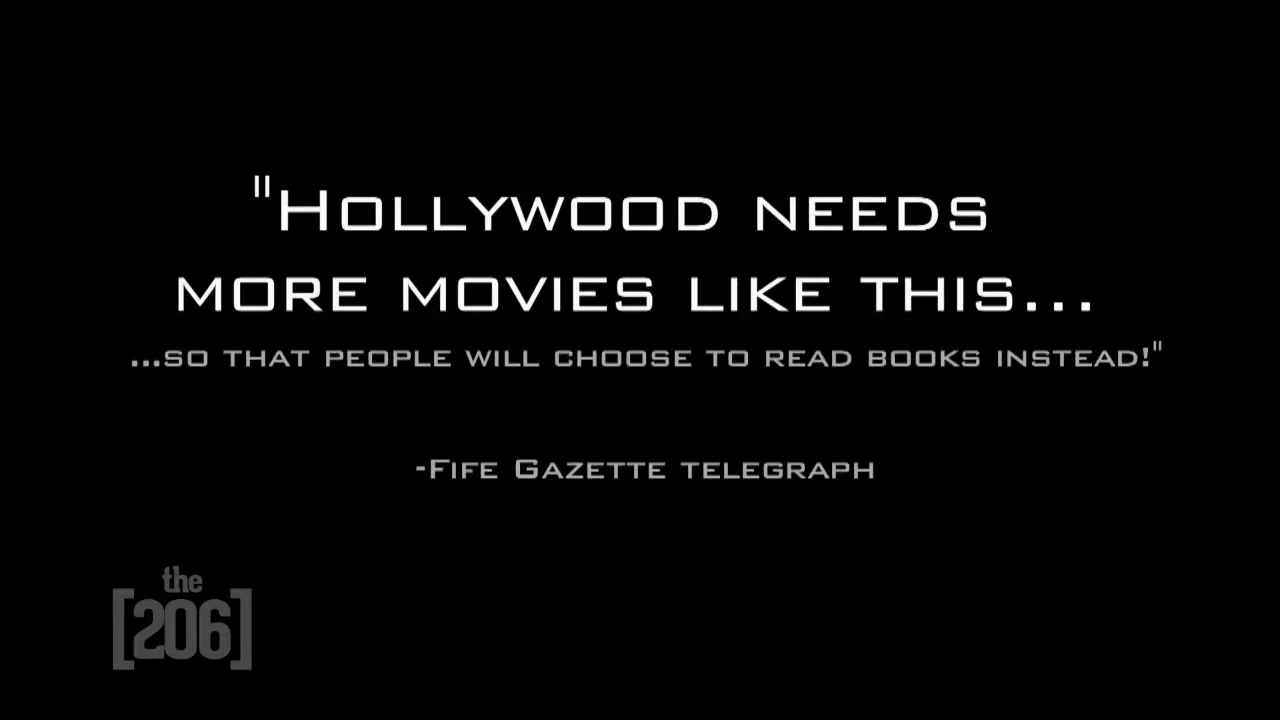 "Hollywood needs
more movies like this...
...so that people will choose to read books instead!"
-Fife Gazette telegraph
the
[206]